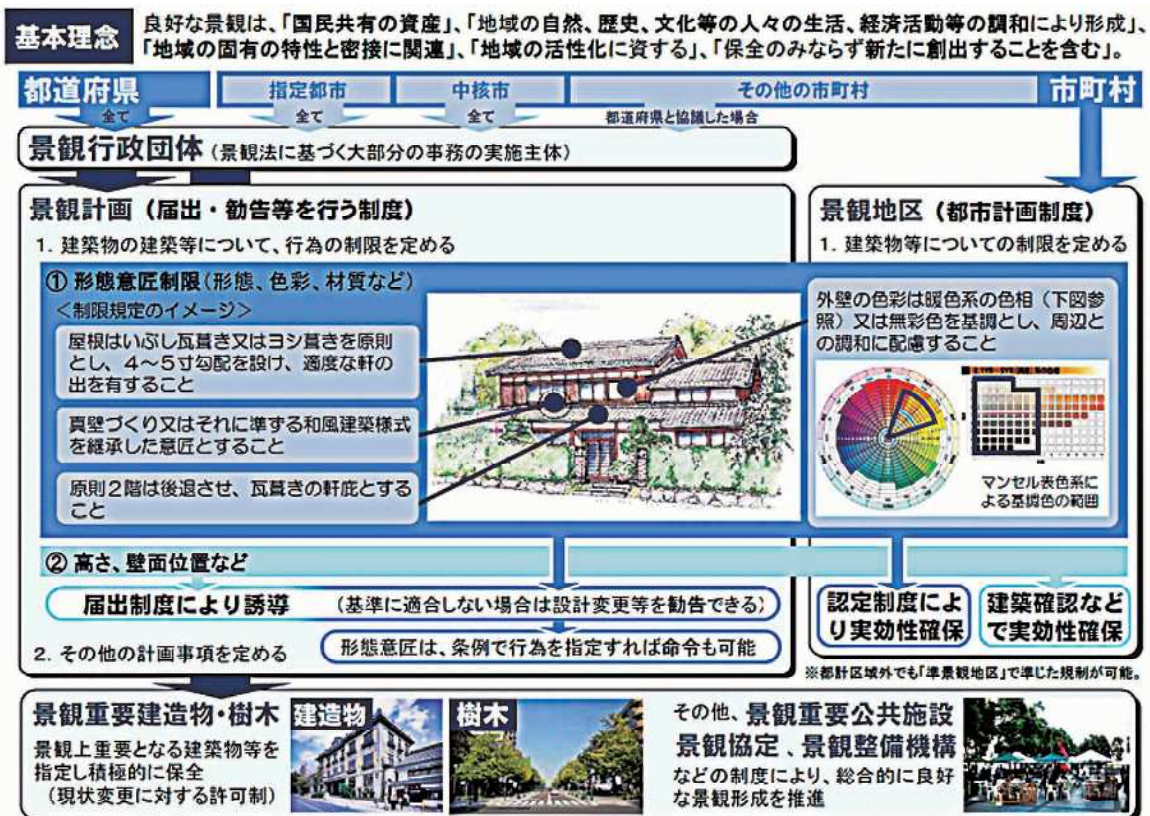 基本理念
良好な景観は、「国民共有の資産」、「地域の自然、歴史、文化等の人々の生活、経済活動等の調和により形成」、
「地域の固有の特性と密接に関連」、「地域の活性化に資する」、「保全のみならず新たに創出することを含む」。
都道府県
指定都市
中核市
その他の市町村
市町村
全て
全て
全て
都道府県と協議した場合
景観行政団体(景観法に基づく大部分の事務の実施主体)
景観計画(届出・勧告等を行う制度)
1. 建築物の建築等について、行為の制限を定める
景観地区(都市計画制度)
1. 建築物等についての制限を定める
① 形態意匠制限(形態、色彩、材質など)
<制限規定のイメージ>
屋根はいぶし瓦葺き又はヨシ葺きを原則
とし、4〜5寸勾配を設け、適度な軒の
出を有すること
真壁づくり又はそれに準ずる和風建築様式
を継承した意匠とすること
原則2階は後退させ、瓦葺きの軒庇とする
こと
外壁の色彩は暖色系の色相(下図参
照)又は無彩色を基調とし、周辺と
の調和に配慮すること
マンセル表色系に
よる基調色の範囲
② 高さ、壁面位置など
届出制度により誘導
(基準に適合しない場合は設計変更等を勧告できる)
形態意匠は、条例で行為を指定すれば命令も可能
2. その他の計画事項を定める
認定制度によ
り実効性確保
建築確認など
で実効性確保
※都計区域外でも「準景観地区」で準じた規制が可能。
景観重要建造物・樹木
景観上重要となる建築物等を
指定し積極的に保全
(現状変更に対する許可制)
建造物
樹木
その他、景観重要公共施設
景観協定、景観整備機構
などの制度により、総合的に良好
な景観形成を推進